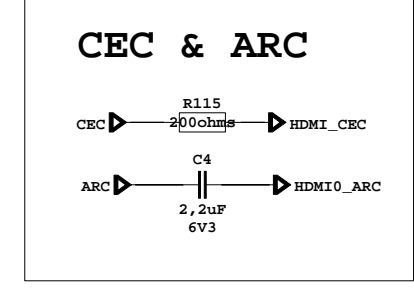 CEC & ARC
R115
CEC 200ohms HDMI_CEC
C4
ARC HDMI0_ARC
2,2uF
6V3